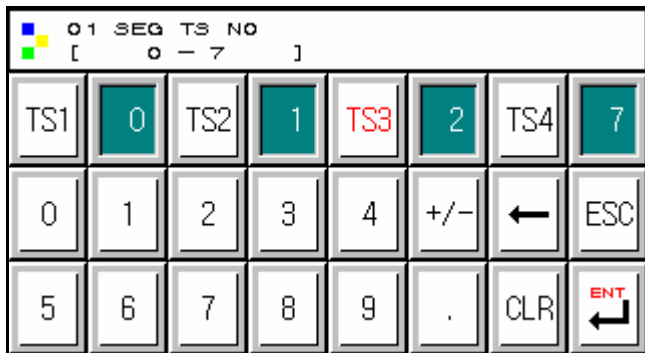 01 SEG TS NO
[ 0 - 7 ]
TS1 0 TS2 1 TS3 2 TS4 7
0 1 2 3 4 +/- ← ESC
5 6 7 8 9 . CLR ENT